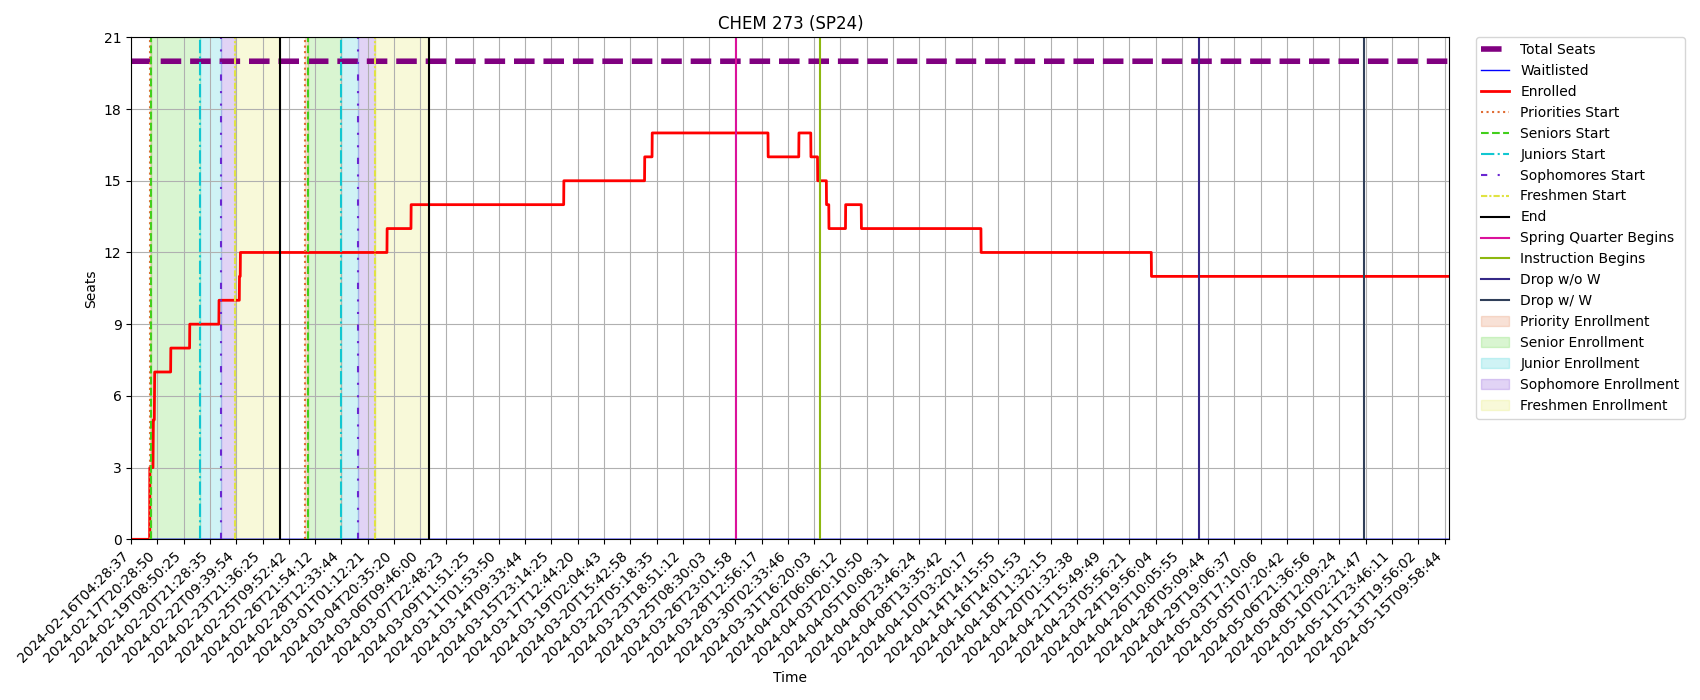 CHEM 273 (SP24)
21
18
15
12
9
6
3
0
Seats
2024-02-16T04:28:37
2024-02-17T20:28:50
2024-02-19T08:50:25
2024-02-20T21:28:35
2024-02-22T09:39:54
2024-02-23T21:36:25
2024-02-25T09:52:42
2024-02-26T21:54:12
2024-02-28T12:33:44
2024-03-01T01:12:21
2024-03-04T20:35:20
2024-03-06T09:46:00
2024-03-07T22:48:23
2024-03-11T01:51:25
2024-03-11T01:53:50
2024-03-14T09:33:44
2024-03-15T23:14:25
2024-03-17T12:44:20
2024-03-19T02:04:43
2024-03-20T15:42:58
2024-03-22T05:18:35
2024-03-23T18:51:12
2024-03-25T08:30:03
2024-03-26T23:01:58
2024-03-28T12:56:17
2024-03-30T02:33:46
2024-03-31T16:20:03
2024-04-02T06:06:12
2024-04-03T20:10:50
2024-04-05T10:08:31
2024-04-06T23:46:24
2024-04-08T13:35:42
2024-04-10T03:20:17
2024-04-14T14:15:55
2024-04-16T14:01:53
2024-04-18T11:32:15
2024-04-20T01:32:38
2024-04-21T15:49:49
2024-04-23T05:56:21
2024-04-24T19:56:04
2024-04-26T10:05:55
2024-04-28T05:09:44
2024-04-29T19:06:37
2024-05-03T17:10:06
2024-05-05T07:20:42
2024-05-06T21:36:56
2024-05-08T12:09:24
2024-05-10T02:21:47
2024-05-11T23:46:11
2024-05-13T19:56:02
2024-05-15T09:58:44
Time
Total Seats
Waitlisted
Enrolled
Priorities Start
Seniors Start
Juniors Start
Sophomores Start
Freshmen Start
End
Spring Quarter Begins
Instruction Begins
Drop w/o W
Drop w/ W
Priority Enrollment
Senior Enrollment
Junior Enrollment
Sophomore Enrollment
Freshmen Enrollment